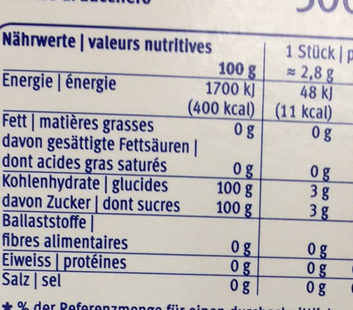 Nährwerte | valeurs nutritives
1 Stück | p
100 g ≈ 2,8 g
Energie | énergie 1700 kJ 48 kJ
(400 kcal) (11 kcal)
Fett | matières grasses 0 g 0 g
davon gesättigte Fettsäuren |
dont acides gras saturés 0 g 0 g
Kohlenhydrate | glucides 100 g 3 g
davon Zucker | dont sucres 100 g 3 g
Ballaststoffe |
fibres alimentaires 0 g 0 g
Eiweiss | protéines 0 g 0 g
Salz | sel 0 g 0 g
* % der Referenzmenge für einen